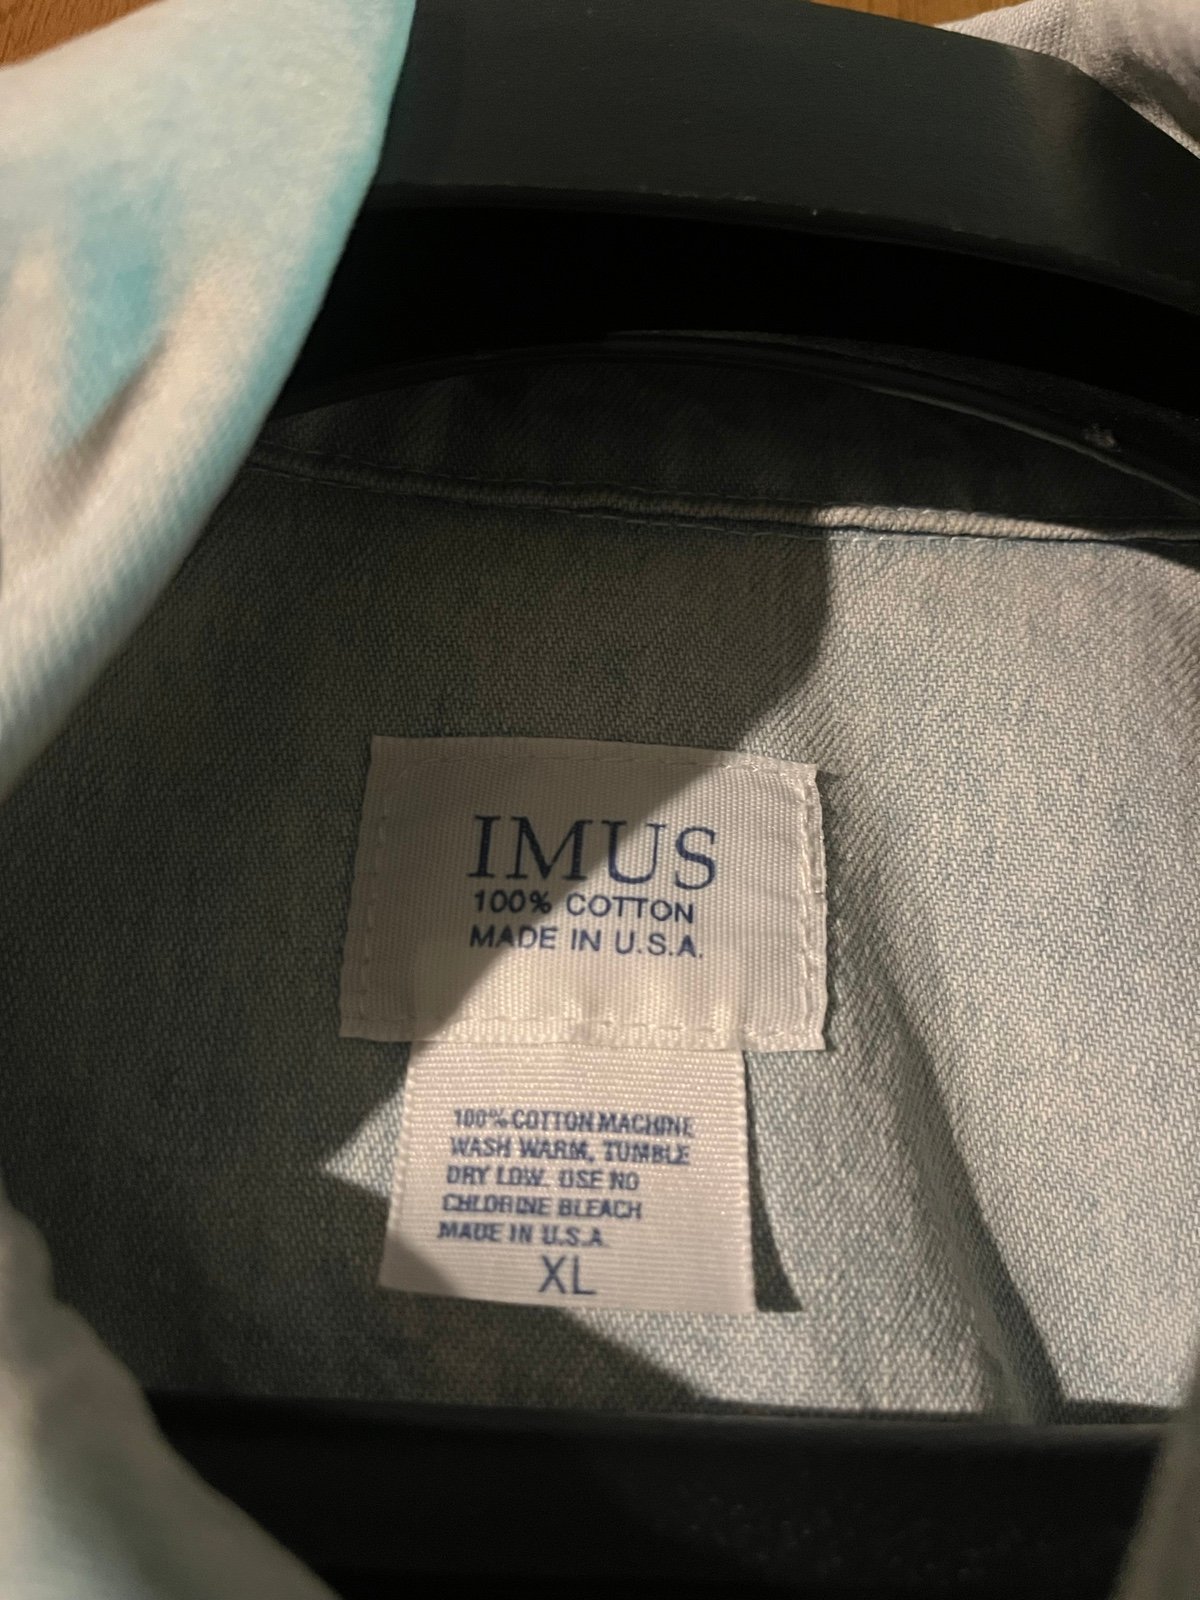 IMUS
100% COTTON
MADE IN U.S.A.
100% COTTON MACHINE
WASH WARM, TUMBLE
DRY LOW. USE NO
CHLORINE BLEACH
MADE IN U.S.A.
XL